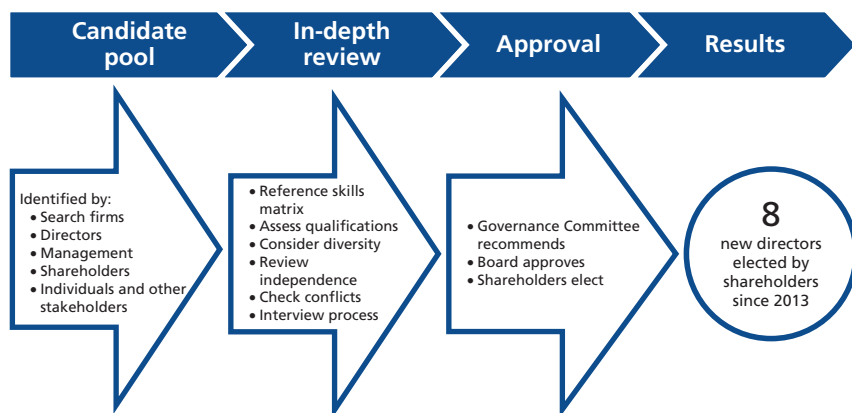 Candidate
pool
In-depth
review
Approval
Results
Identified by:
• Search firms
• Directors
• Management
• Shareholders
• Individuals and other
stakeholders
• Reference skills
matrix
• Assess qualifications
• Consider diversity
• Review
independence
• Check conflicts
• Interview process
• Governance Committee
recommends
• Board approves
• Shareholders elect
8
new directors
elected by
shareholders
since 2013